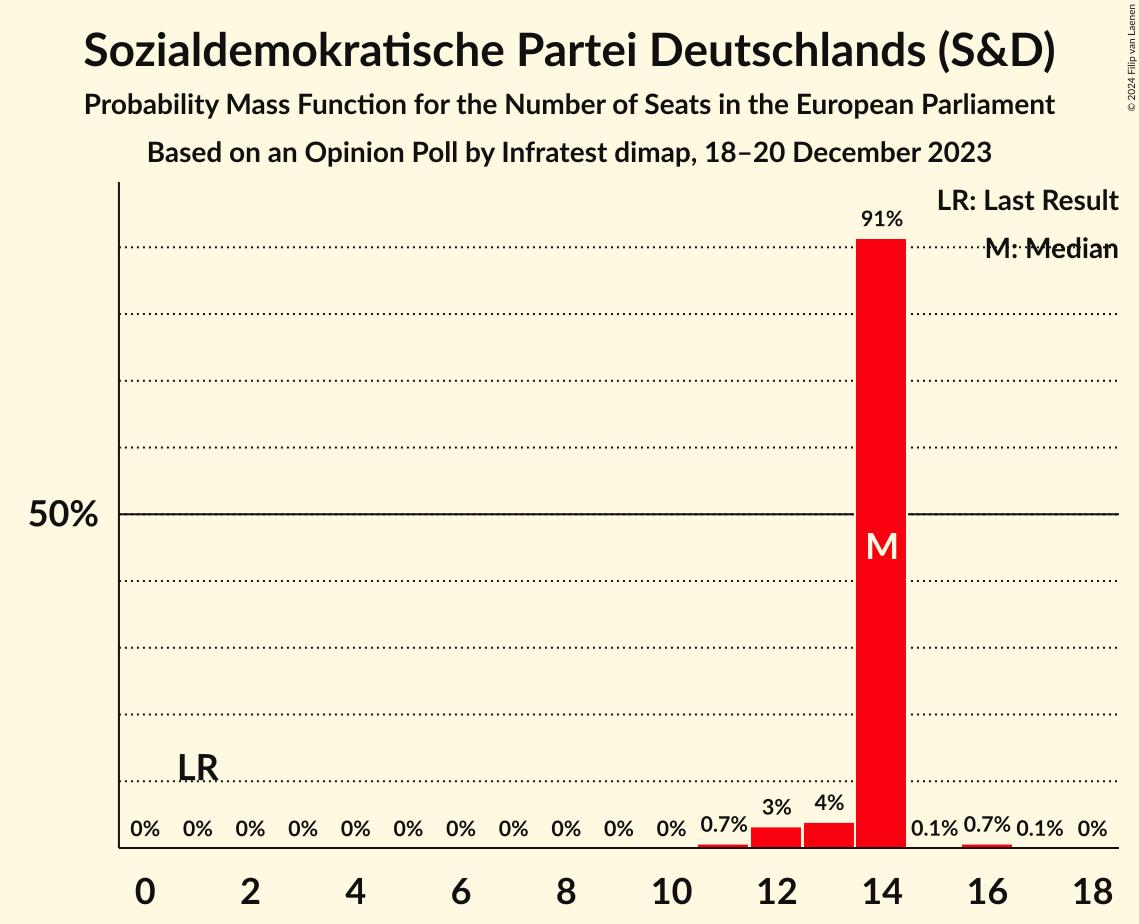 Sozialdemokratische Partei Deutschlands (S&D)
Probability Mass Function for the Number of Seats in the European Parliament
Based on an Opinion Poll by Infratest dimap, 18–20 December 2023
© 2024 Filip van Laenen
LR: Last Result
M: Median
91%
50%
M
LR
0% 0% 0% 0% 0% 0% 0% 0% 0% 0% 0% 0.7% 3% 4% 0.1% 0.7% 0.1% 0%
0 2 4 6 8 10 12 14 16 18